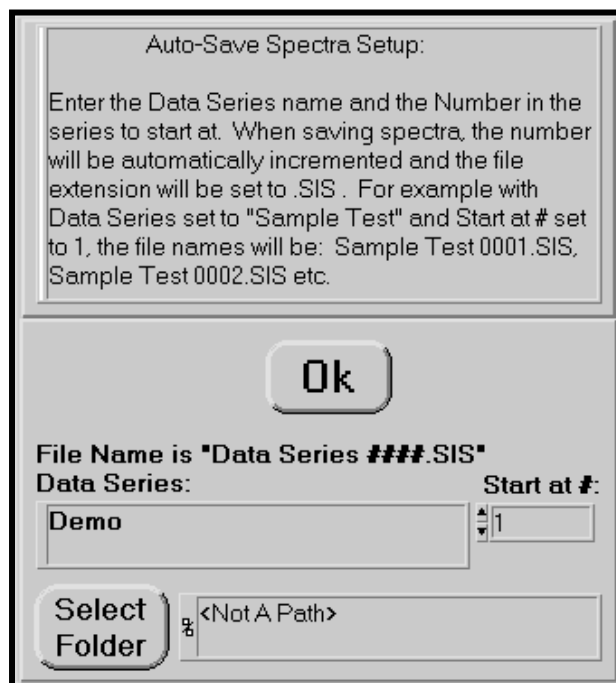 Auto-Save Spectra Setup:
Enter the Data Series name and the Number in the
series to start at. When saving spectra, the number
will be automatically incremented and the file
extension will be set to .SIS . For example with
Data Series set to "Sample Test" and Start at # set
to 1, the file names will be: Sample Test 0001.SIS,
Sample Test 0002.SIS etc.
Ok
File Name is "Data Series ####.SIS"
Data Series:
Start at #:
Demo
1
Select
Folder
<Not A Path>